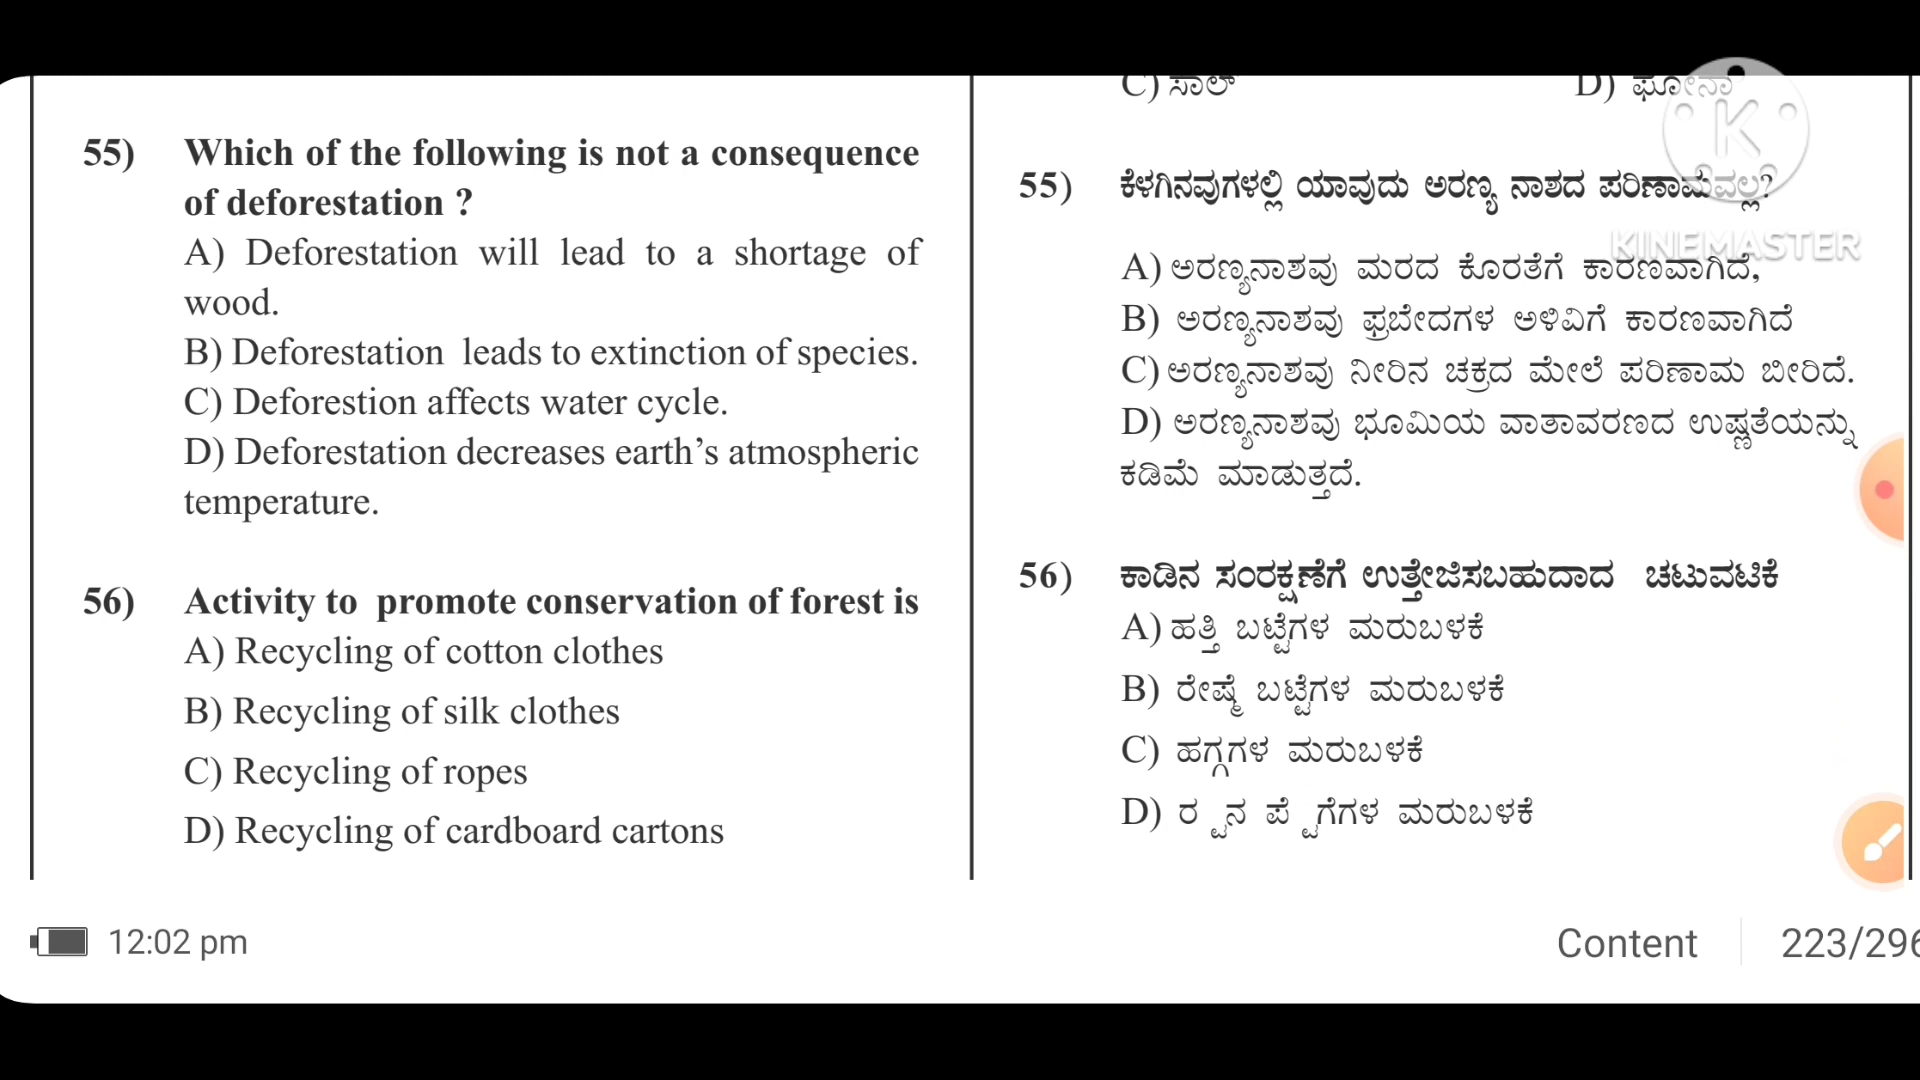 55) Which of the following is not a consequence
of deforestation ?
A) Deforestation will lead to a shortage of
wood.
B) Deforestation leads to extinction of species.
C) Deforestion affects water cycle.
D) Deforestation decreases earth’s atmospheric
temperature.
56) Activity to promote conservation of forest is
A) Recycling of cotton clothes
B) Recycling of silk clothes
C) Recycling of ropes
D) Recycling of cardboard cartons
C) ಸಾಲ್ D) ಘೋನಾ
55) ಕೆಳಗಿನವುಗಳಲ್ಲಿ ಯಾವುದು ಅರಣ್ಯ ನಾಶದ ಪರಿಣಾಮವಲ್ಲ?
KINEMASTER
A) ಅರಣ್ಯನಾಶವು ಮರದ ಕೊರತೆಗೆ ಕಾರಣವಾಗಿದೆ,
B) ಅರಣ್ಯನಾಶವು ಫ್ರಬೇದಗಳ ಅಳಿವಿಗೆ ಕಾರಣವಾಗಿದೆ
C) ಅರಣ್ಯನಾಶವು ನೀರಿನ ಚಕ್ರದ ಮೇಲೆ ಪರಿಣಾಮ ಬೀರಿದೆ.
D) ಅರಣ್ಯನಾಶವು ಭೂಮಿಯ ವಾತಾವರಣದ ಉಷ್ಣತೆಯನ್ನು
ಕಡಿಮೆ ಮಾಡುತ್ತದೆ.
56) ಕಾಡಿನ ಸಂರಕ್ಷಣೆಗೆ ಉತ್ತೇಜಿಸಬಹುದಾದ ಚಟುವಟಿಕೆ
A) ಹತ್ತಿ ಬಟ್ಟೆಗಳ ಮರುಬಳಕೆ
B) ರೇಷ್ಮೆ ಬಟ್ಟೆಗಳ ಮರುಬಳಕೆ
C) ಹಗ್ಗಗಳ ಮರುಬಳಕೆ
D) ರಟ್ಟಿನ ಪೆಟ್ಟಿಗೆಗಳ ಮರುಬಳಕೆ
12:02 pm
Content 223/296